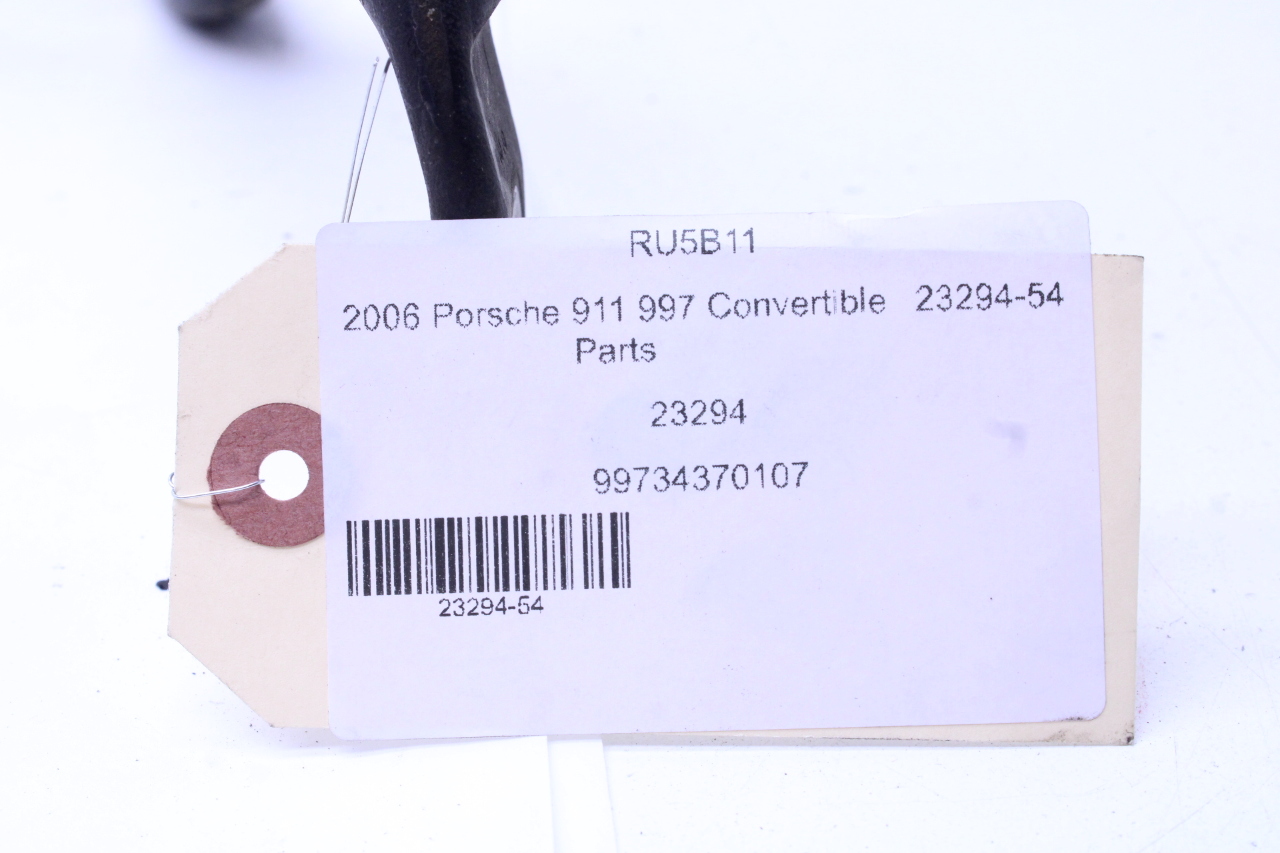 RU5B11
2006 Porsche 911 997 Convertible 23294-54
Parts
23294
99734370107
23294-54